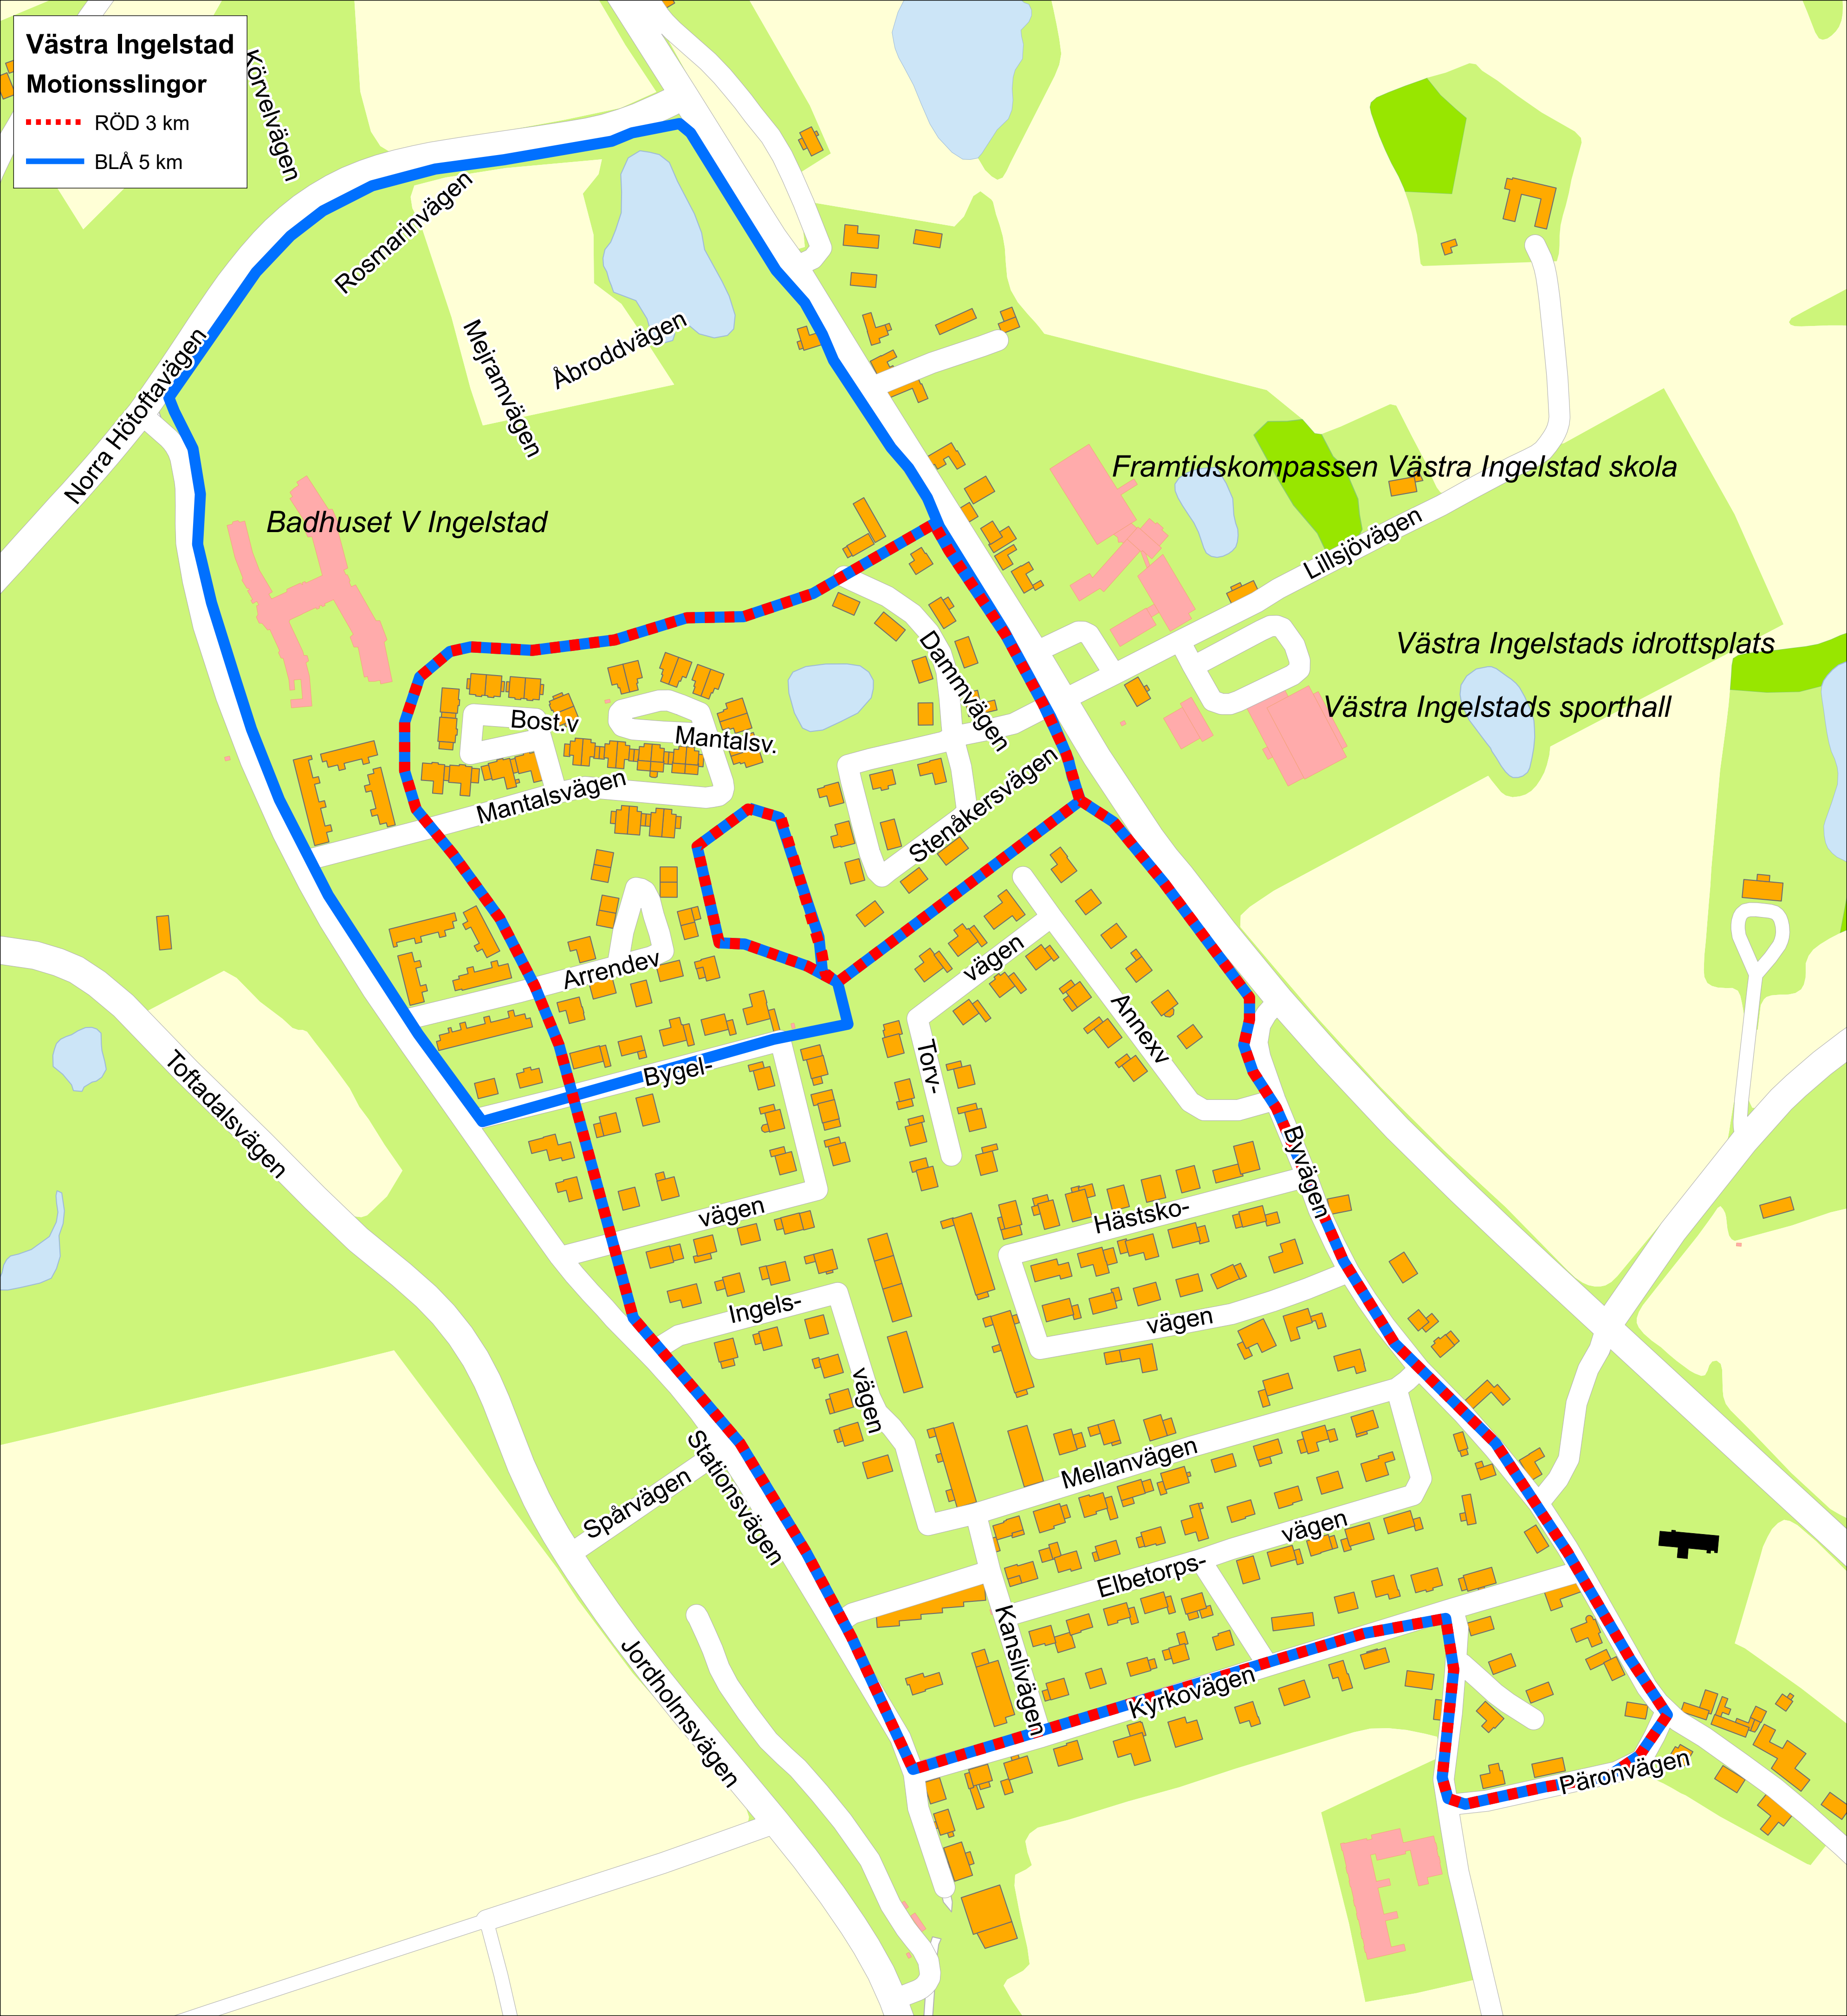 Västra Ingelstad
Motionsslingor
RÖD 3 km
BLÅ 5 km
Körvelvägen
Rosmarinvägen
Mejramvägen
Åbroddvägen
Norra Hötoftavägen
Badhuset V Ingelstad
Framtidskompassen Västra Ingelstad skola
Lillsjövägen
Västra Ingelstads idrottsplats
Västra Ingelstads sporthall
Dammvägen
Bost.v
Mantalsv.
Mantalsvägen
Stenåkersvägen
Arrendev
vägen
Annexv
Torv-
Bygel-
Toftadalsvägen
Byvägen
vägen
Hästsko-
Ingels-
vägen
vägen
Mellanvägen
Stationsvägen
Spårvägen
vägen
Elbetorps-
Kanslivägen
Jordholmsvägen
Kyrkovägen
Päronvägen